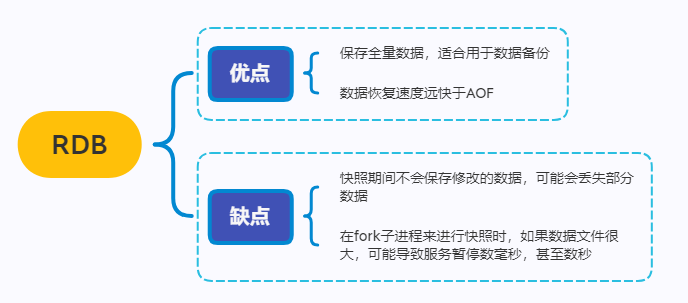 RDB
优点
保存全量数据，适合用于数据备份
数据恢复速度远快于AOF
缺点
快照期间不会保存修改的数据，可能会丢失部分
数据
在fork子进程来进行快照时，如果数据文件很
大，可能导致服务暂停数毫秒，甚至数秒